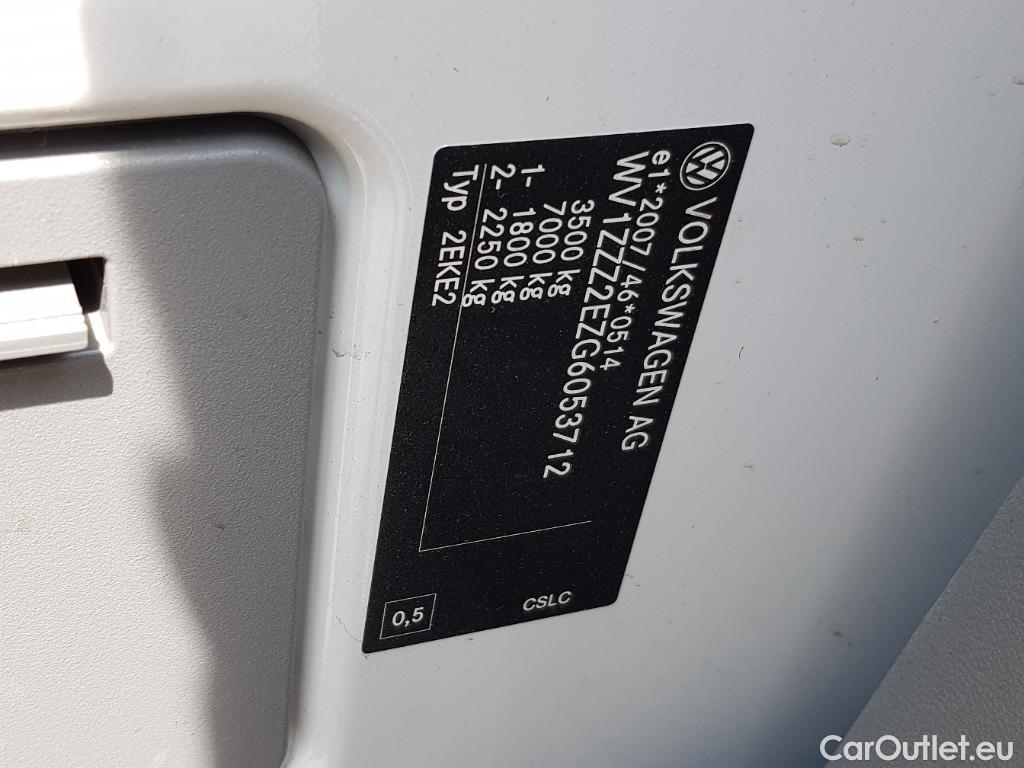 VOLKSWAGEN AG
e1*2007/46*0514
WV1ZZZ2EZG6053712
3500 kg
7000 kg
1- 1800 kg
2- 2250 kg
Typ 2EKE2
0,5
CSLC
CarOutlet.eu